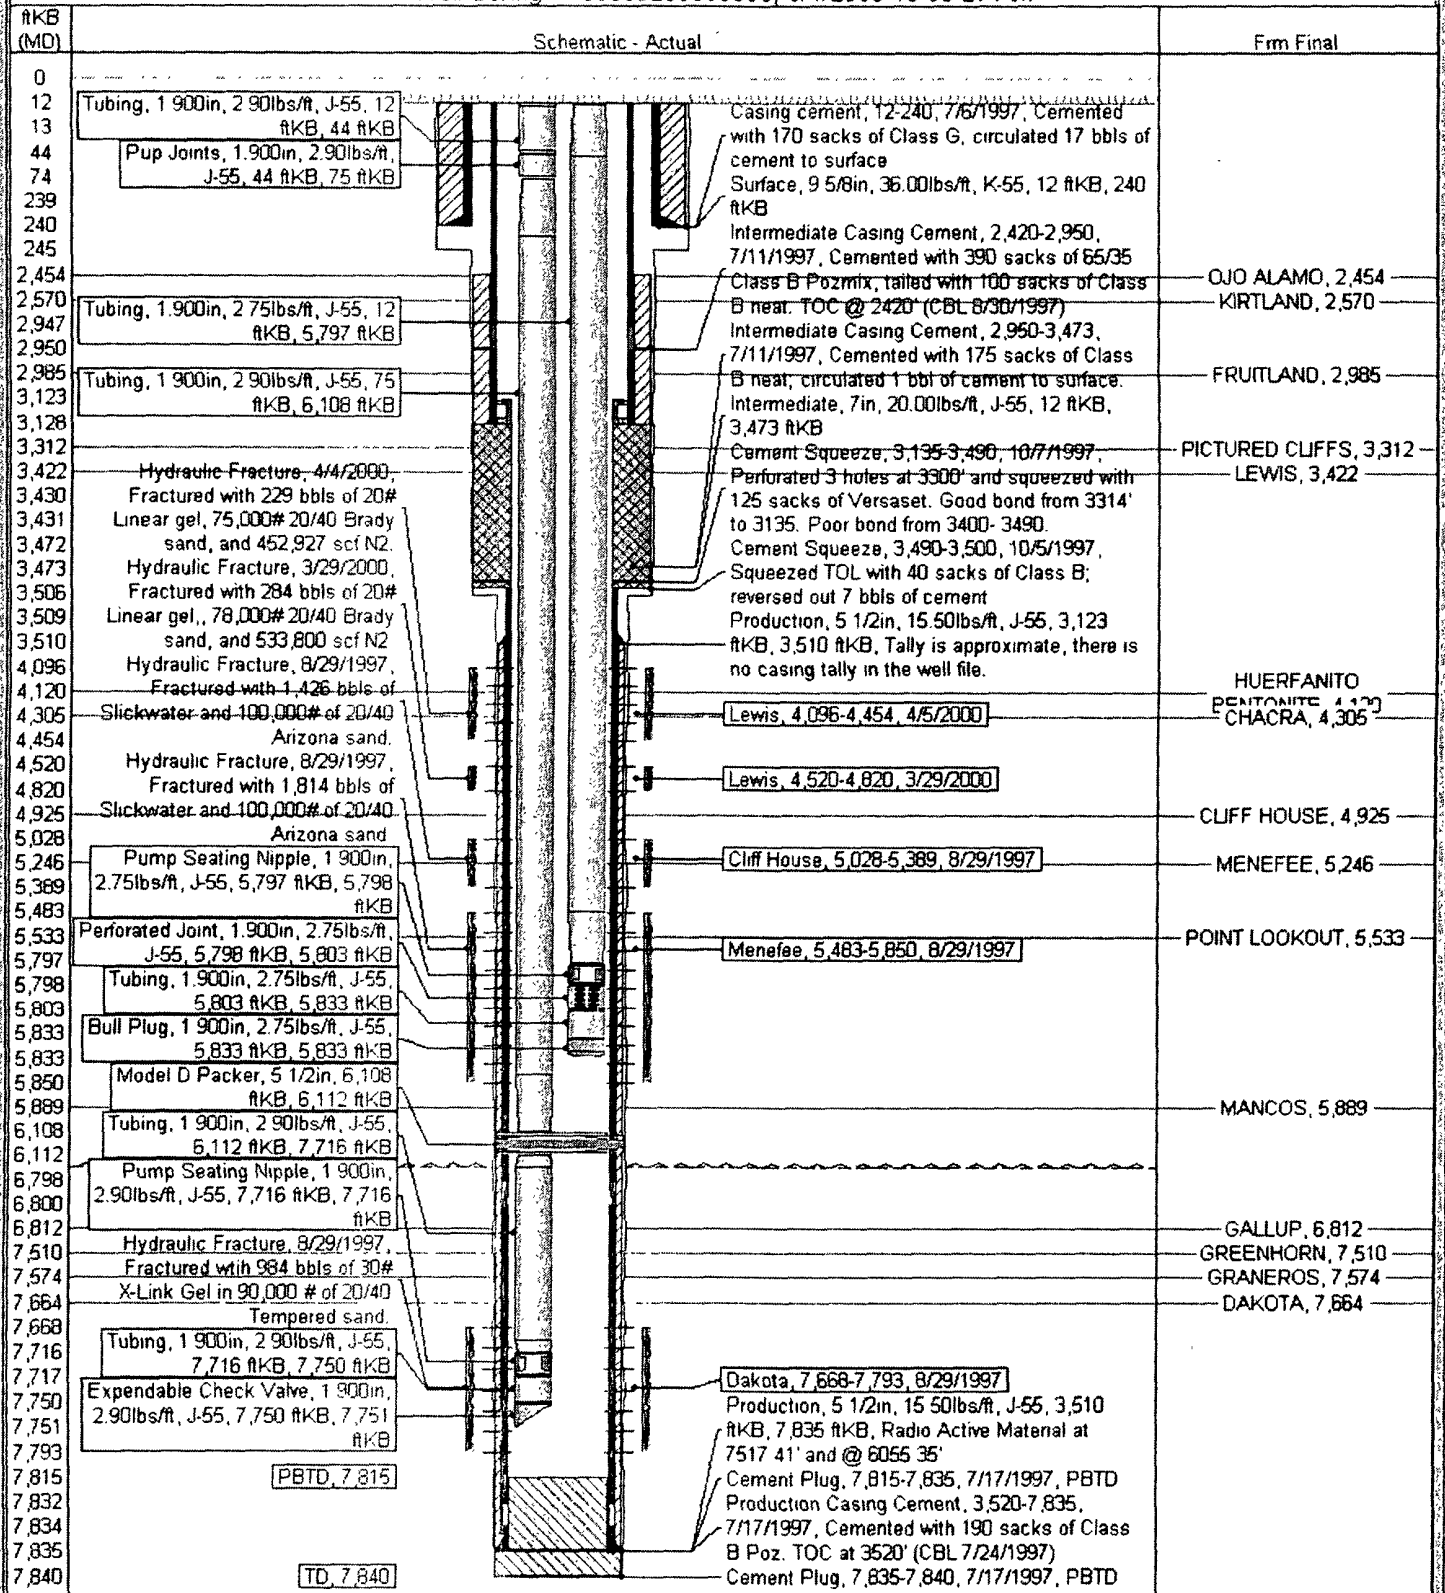 ftKB
(MD)
Schematic - Actual
Frm Final
0
12
13
44
74
239
240
245
2,454
2,570
2,947
2,950
2,985
3,123
3,128
3,312
3,422
3,430
3,431
3,472
3,473
3,506
3,509
3,510
4,096
4,120
4,305
4,454
4,520
4,820
4,925
5,028
5,246
5,389
5,483
5,533
5,797
5,798
5,803
5,833
5,833
5,850
5,889
6,108
6,112
6,798
6,800
6,812
7,510
7,574
7,664
7,668
7,716
7,717
7,750
7,751
7,793
7,815
7,832
7,834
7,835
7,840
Tubing, 1 900in, 2 90lbs/ft, J-55, 12
ftKB, 44 ftKB
Pup Joints, 1.900in, 2.90lbs/ft,
J-55, 44 ftKB, 75 ftKB
Tubing, 1.900in, 2 75lbs/ft, J-55, 12
ftKB, 5,797 ftKB
Tubing, 1 900in, 2 90lbs/ft, J-55, 75
ftKB, 6,108 ftKB
Hydraulic Fracture, 4/4/2000,
Fractured with 229 bbls of 20#
Linear gel, 75,000# 20/40 Brady
sand, and 452,927 scf N2.
Hydraulic Fracture, 3/29/2000,
Fractured with 284 bbls of 20#
Linear gel,, 78,000# 20/40 Brady
sand, and 533,800 scf N2
Hydraulic Fracture, 8/29/1997,
Fractured with 1,426 bbls of
Slickwater and 100,000# of 20/40
Arizona sand.
Hydraulic Fracture, 8/29/1997,
Fractured with 1,814 bbls of
Slickwater and 100,000# of 20/40
Arizona sand
Pump Seating Nipple, 1 900in,
2.75lbs/ft, J-55, 5,797 ftKB, 5,798
ftKB
Perforated Joint, 1.900in, 2.75lbs/ft,
J-55, 5,798 ftKB, 5,803 ftKB
Tubing, 1.900in, 2.75lbs/ft, J-55,
5,803 ftKB, 5,833 ftKB
Bull Plug, 1 900in, 2.75lbs/ft, J-55,
5,833 ftKB, 5,833 ftKB
Model D Packer, 5 1/2in, 6,108
ftKB, 6,112 ftKB
Tubing, 1 900in, 2 90lbs/ft, J-55,
6,112 ftKB, 7,716 ftKB
Pump Seating Nipple, 1 900in,
2.90lbs/ft, J-55, 7,716 ftKB, 7,716
ftKB
Hydraulic Fracture, 8/29/1997,
Fractured wtih 984 bbls of 30#
X-Link Gel in 90,000 # of 20/40
Tempered sand.
Tubing, 1 900in, 2 90lbs/ft, J-55,
7,716 ftKB, 7,750 ftKB
Expendable Check Valve, 1 900in,
2.90lbs/ft, J-55, 7,750 ftKB, 7,751
ftKB
PBTD, 7,815
TD, 7,840
Casing cement, 12-240, 7/6/1997, Cemented
with 170 sacks of Class G, circulated 17 bbls of
cement to surface
Surface, 9 5/8in, 36.00lbs/ft, K-55, 12 ftKB, 240
ftKB
Intermediate Casing Cement, 2,420-2,950,
7/11/1997, Cemented with 390 sacks of 65/35
Class B Pozmix, tailed with 100 sacks of Class
B neat. TOC @ 2420' (CBL 8/30/1997)
Intermediate Casing Cement, 2,950-3,473,
7/11/1997, Cemented with 175 sacks of Class
B neat, circulated 1 bbl of cement to surface.
Intermediate, 7in, 20.00lbs/ft, J-55, 12 ftKB,
3,473 ftKB
Cement Squeeze, 3,135-3,490, 10/7/1997,
Perforated 3 holes at 3300' and squeezed with
125 sacks of Versaset. Good bond from 3314'
to 3135. Poor bond from 3400- 3490.
Cement Squeeze, 3,490-3,500, 10/5/1997,
Squeezed TOL with 40 sacks of Class B;
reversed out 7 bbls of cement
Production, 5 1/2in, 15.50lbs/ft, J-55, 3,123
ftKB, 3,510 ftKB, Tally is approximate, there is
no casing tally in the well file.
Lewis, 4,096-4,454, 4/5/2000
Lewis, 4,520-4,820, 3/29/2000
Cliff House, 5,028-5,389, 8/29/1997
Menefee, 5,483-5,850, 8/29/1997
Dakota, 7,668-7,793, 8/29/1997
Production, 5 1/2in, 15 50lbs/ft, J-55, 3,510
ftKB, 7,835 ftKB, Radio Active Material at
7517 41' and @ 6055 35'
Cement Plug, 7,815-7,835, 7/17/1997, PBTD
Production Casing Cement, 3,520-7,835,
7/17/1997, Cemented with 190 sacks of Class
B Poz. TOC at 3520' (CBL 7/24/1997)
Cement Plug, 7,835-7,840, 7/17/1997, PBTD
OJO ALAMO, 2,454
KIRTLAND, 2,570
FRUITLAND, 2,985
PICTURED CLIFFS, 3,312
LEWIS, 3,422
HUERFANITO
BENTONITE, 4,120
CHACRA, 4,305
CLIFF HOUSE, 4,925
MENEFEE, 5,246
POINT LOOKOUT, 5,533
MANCOS, 5,889
GALLUP, 6,812
GREENHORN, 7,510
GRANEROS, 7,574
DAKOTA, 7,664